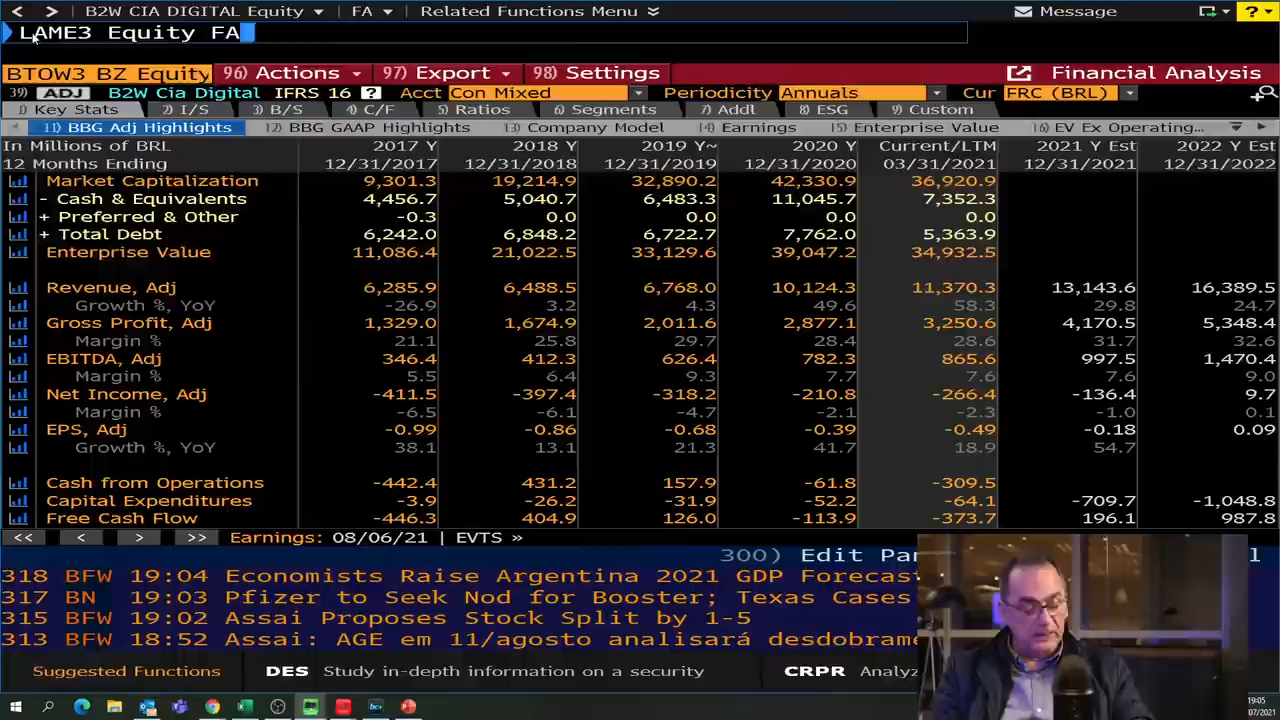 < > B2W CIA DIGITAL Equity FA Related Functions Menu Message ?
LAME3 Equity FA
BTOW3 BZ Equity 96) Actions 97) Export 98) Settings Financial Analysis
39) ADJ B2W Cia Digital IFRS 16 ? Acct Con Mixed Periodicity Annuals Cur FRC (BRL)
1) Key Stats 2) I/S 3) B/S 4) C/F 5) Ratios 6) Segments 7) Addl 8) ESG 9) Custom
11) BBG Adj Highlights 12) BBG GAAP Highlights 13) Company Model 14) Earnings 15) Enterprise Value 16) EV Ex Operating...
In Millions of BRL 2017 Y 2018 Y 2019 Y~ 2020 Y Current/LTM 2021 Y Est 2022 Y Est
12 Months Ending 12/31/2017 12/31/2018 12/31/2019 12/31/2020 03/31/2021 12/31/2021 12/31/2022
Market Capitalization 9,301.3 19,214.9 32,890.2 42,330.9 36,920.9
- Cash & Equivalents 4,456.7 5,040.7 6,483.3 11,045.7 7,352.3
+ Preferred & Other -0.3 0.0 0.0 0.0 0.0
+ Total Debt 6,242.0 6,848.2 6,722.7 7,762.0 5,363.9
Enterprise Value 11,086.4 21,022.5 33,129.6 39,047.2 34,932.5
Revenue, Adj 6,285.9 6,488.5 6,768.0 10,124.3 11,370.3 13,143.6 16,389.5
Growth %, YoY -26.9 3.2 4.3 49.6 58.3 29.8 24.7
Gross Profit, Adj 1,329.0 1,674.9 2,011.6 2,877.1 3,250.6 4,170.5 5,348.4
Margin % 21.1 25.8 29.7 28.4 28.6 31.7 32.6
EBITDA, Adj 346.4 412.3 626.4 782.3 865.6 997.5 1,470.4
Margin % 5.5 6.4 9.3 7.7 7.6 7.6 9.0
Net Income, Adj -411.5 -397.4 -318.2 -210.8 -266.4 -136.4 9.7
Margin % -6.5 -6.1 -4.7 -2.1 -2.3 -1.0 0.1
EPS, Adj -0.99 -0.86 -0.68 -0.39 -0.49 -0.18 0.09
Growth %, YoY 38.1 13.1 21.3 41.7 18.9 54.7
Cash from Operations -442.4 431.2 157.9 -61.8 -309.5
Capital Expenditures -3.9 -26.2 -31.9 -52.2 -64.1 -709.7 -1,048.8
Free Cash Flow -446.3 404.9 126.0 -113.9 -373.7 196.1 987.8
<< < > >> Earnings: 08/06/21 | EVTS »
300) Edit Pa
318 BFW 19:04 Economists Raise Argentina 2021 GDP Forecas
317 BN 19:03 Pfizer to Seek Nod for Booster; Texas Cases
315 BFW 19:02 Assai Proposes Stock Split by 1-5
313 BFW 18:52 Assai: AGE em 11/agosto analisará desdobrame
Suggested Functions DES Study in-depth information on a security CRPR Analyz
19:05
07/2021